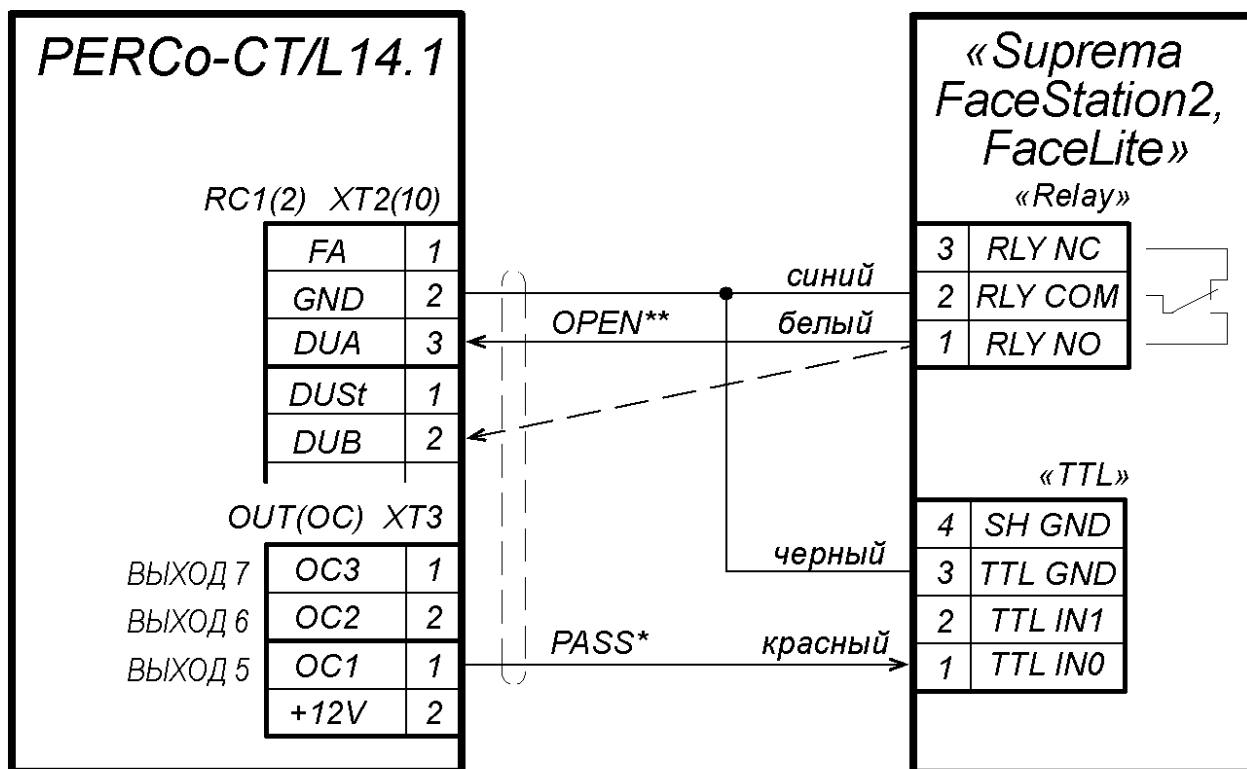 PERCo-CT/L14.1
RC1(2) XT2(10)
FA 1
GND 2
DUA 3
DUSt 1
DUB 2
OUT(OC) XT3
ВЫХОД 7 OC3 1
ВЫХОД 6 OC2 2
ВЫХОД 5 OC1 1
+12V 2
синий
OPEN** белый
черный
PASS* красный
«Suprema
FaceStation2,
FaceLite»
«Relay»
3 RLY NC
2 RLY COM
1 RLY NO
«TTL»
4 SH GND
3 TTL GND
2 TTL IN1
1 TTL IN0